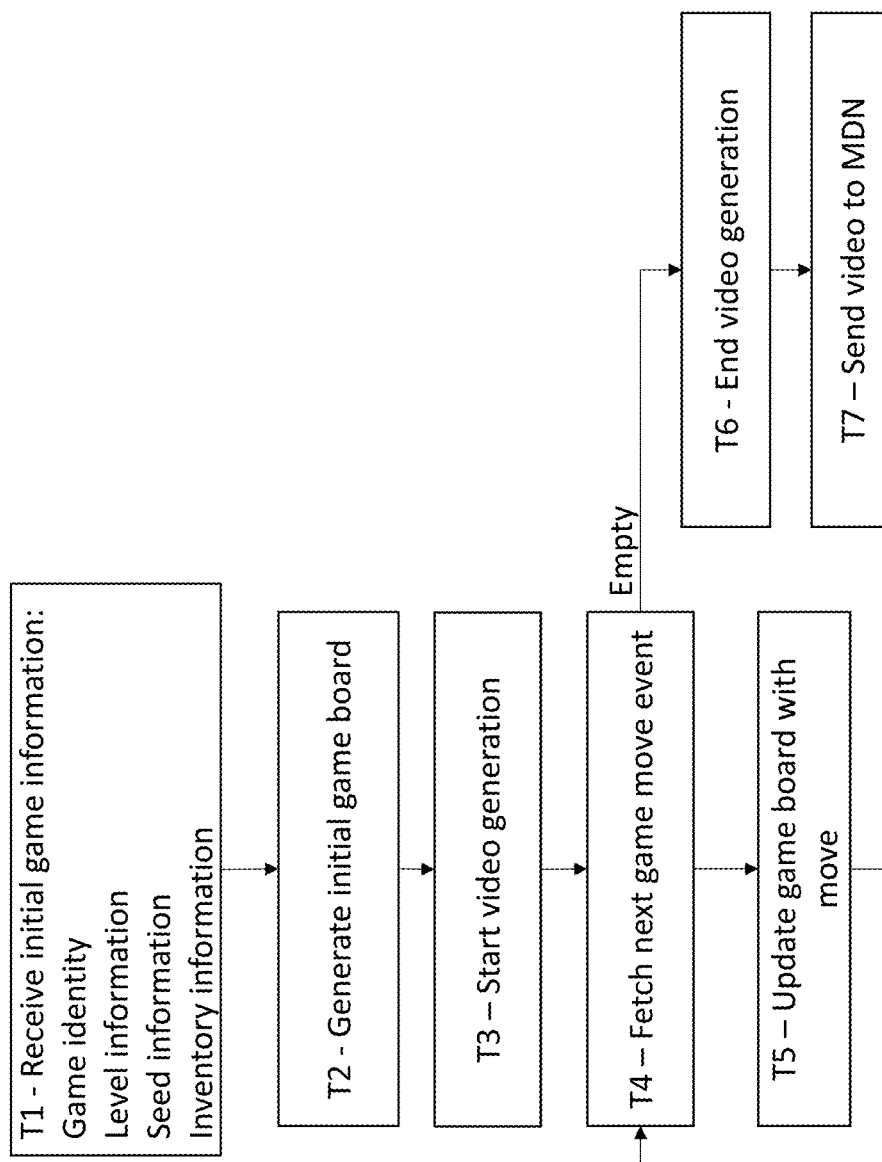 T1 - Receive initial game information:
Game identity
Level information
Seed information
Inventory information
T2 - Generate initial game board
T3 – Start video generation
T4 – Fetch next game move event
Empty
T5 – Update game board with
move
T6 - End video generation
T7 – Send video to MDN